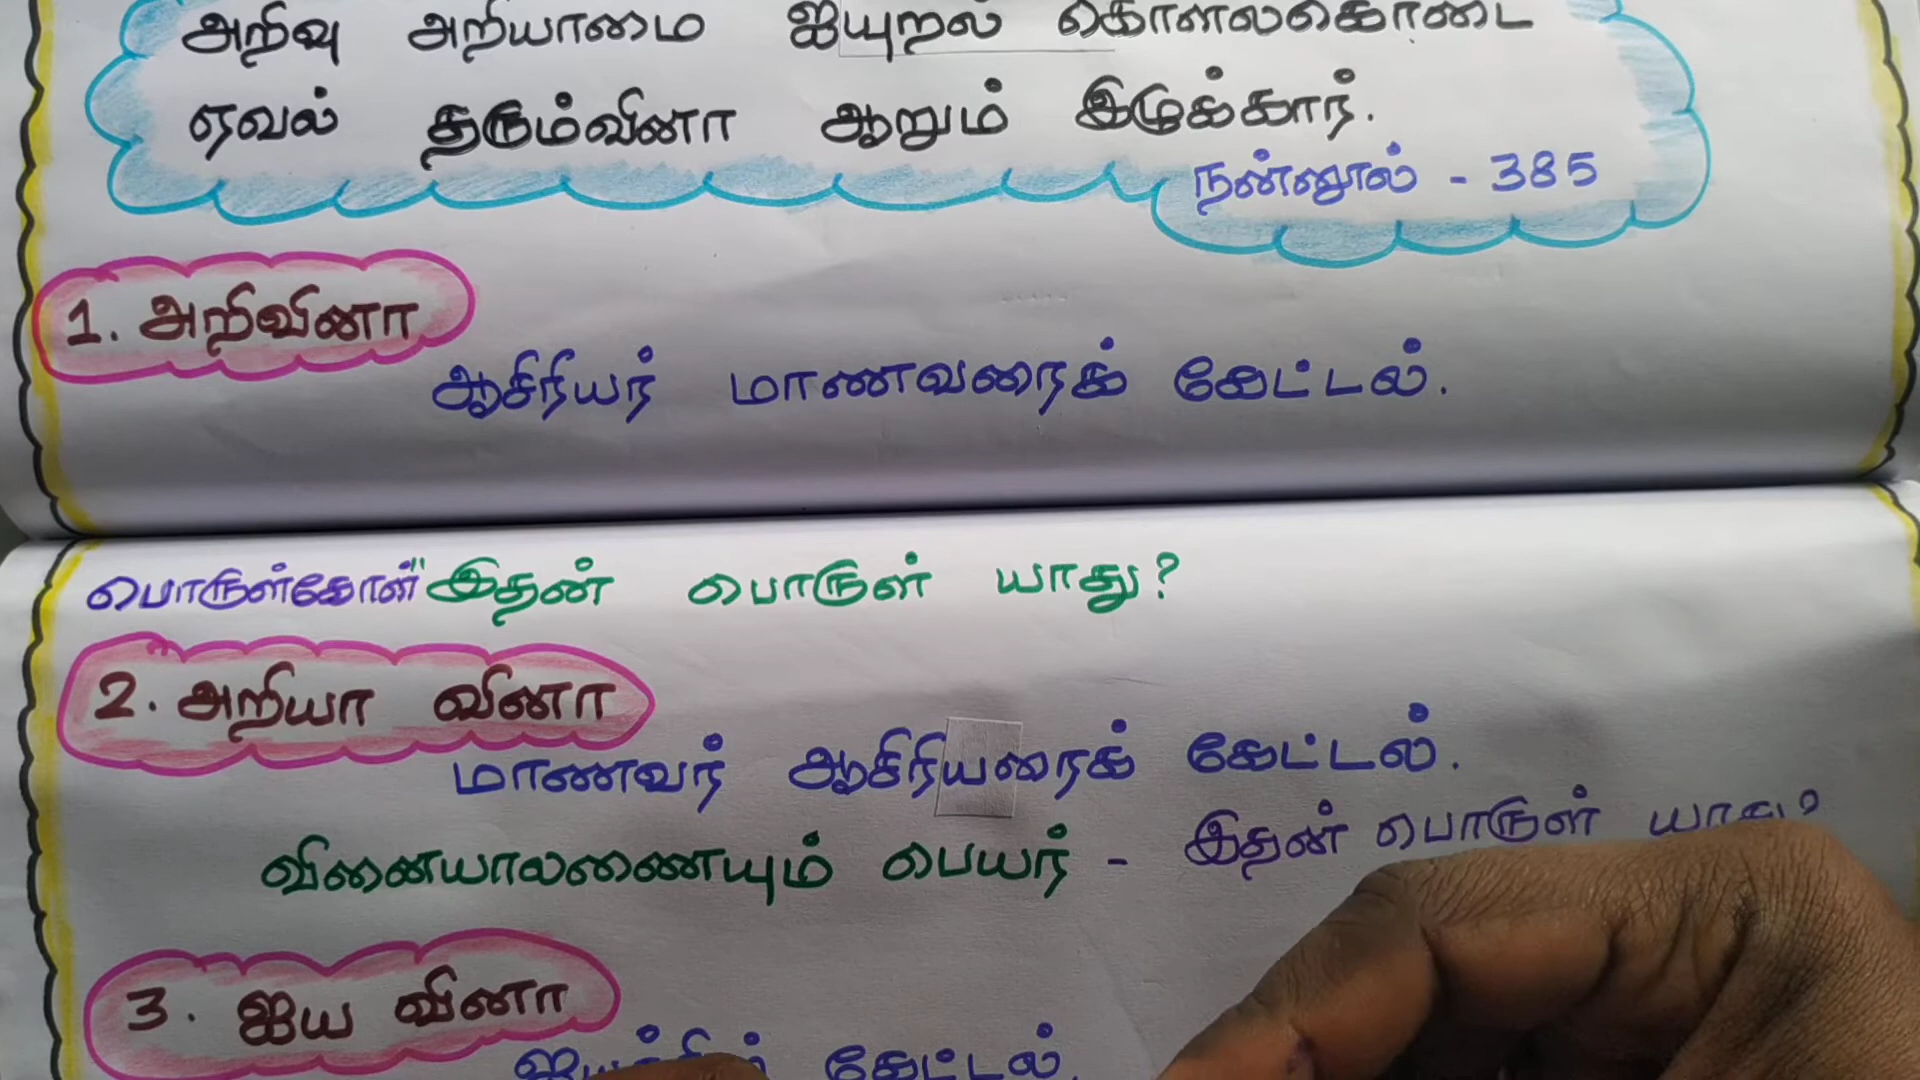 அறிவு அறியாமை ஐயுறல் கொளல்கொடை
ஏவல் தரும்வினா ஆறும் இழுக்கார்.
நன்னூல் - 385
1. அறிவினா
ஆசிரியர் மாணவரைக் கேட்டல்.
பொருள்கோள்" இதன் பொருள் யாது?
2. அறியா வினா
மாணவர் ஆசிரியரைக் கேட்டல்.
வினையாலணையும் பெயர் - இதன் பொருள் யாது?
3. ஐய வினா
கேட்டல்.